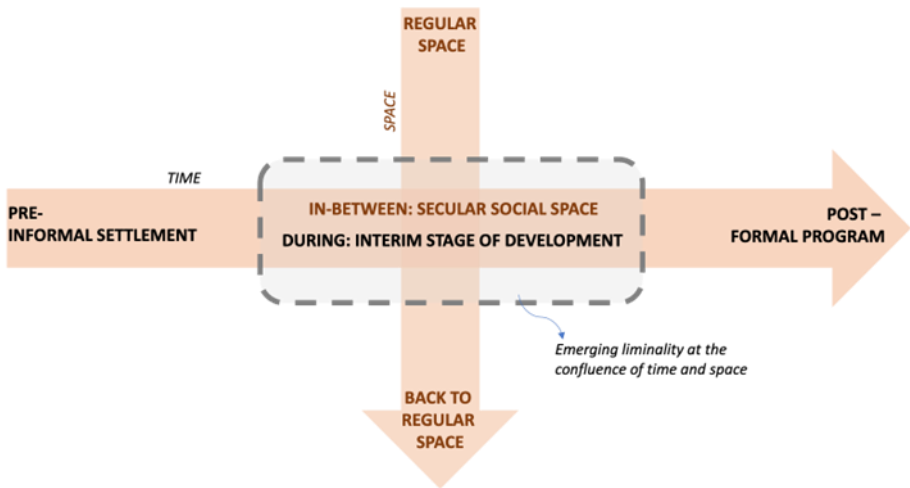 REGULAR
SPACE
SPACE
TIME
PRE-
INFORMAL SETTLEMENT
IN-BETWEEN: SECULAR SOCIAL SPACE
DURING: INTERIM STAGE OF DEVELOPMENT
POST –
FORMAL PROGRAM
Emerging liminality at the
confluence of time and space
BACK TO
REGULAR
SPACE